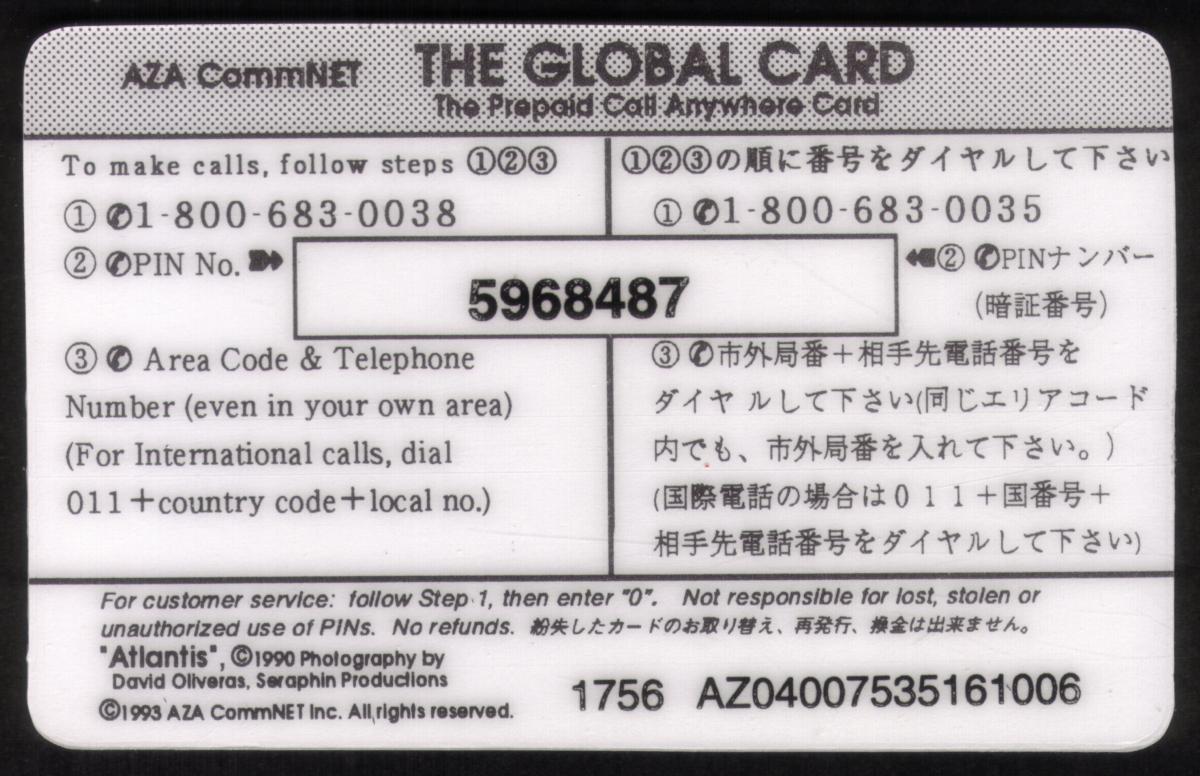 AZA CommNET
THE GLOBAL CARD
The Prepaid Call Anywhere Card
To make calls, follow steps ①②③
① ✆1-800-683-0038
② ✆PIN No.
5968487
③ ✆ Area Code & Telephone
Number (even in your own area)
(For International calls, dial
011+country code+local no.)
①②③の順に番号をダイヤルして下さい
① ✆1-800-683-0035
② ✆PINナンバー
(暗証番号)
③ ✆市外局番+相手先電話番号を
ダイヤルして下さい(同じエリアコード
内でも、市外局番を入れて下さい。)
(国際電話の場合は011+国番号+
相手先電話番号をダイヤルして下さい)
For customer service: follow Step 1, then enter "0". Not responsible for lost, stolen or
unauthorized use of PINs. No refunds. 紛失したカードのお取り替え、再発行、換金は出来ません。
"Atlantis", ©1990 Photography by
David Oliveras, Seraphin Productions
©1993 AZA CommNET Inc. All rights reserved.
1756 AZ04007535161006